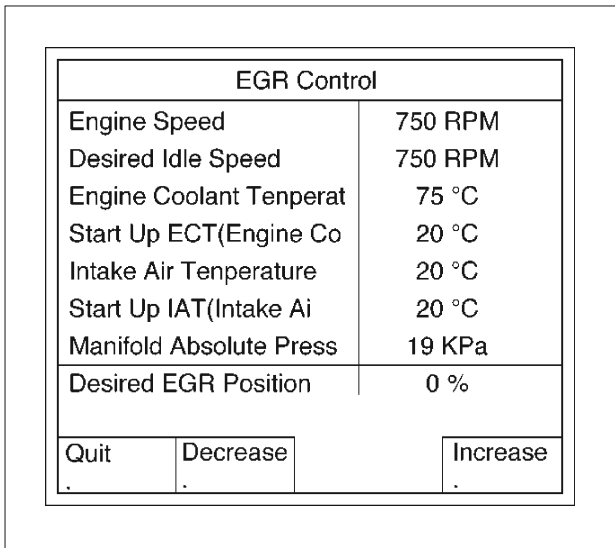 EGR Control
Engine Speed 750 RPM
Desired Idle Speed 750 RPM
Engine Coolant Tenperat 75 °C
Start Up ECT(Engine Co 20 °C
Intake Air Tenperature 20 °C
Start Up IAT(Intake Ai 20 °C
Manifold Absolute Press 19 KPa
Desired EGR Position 0 %
Quit Decrease Increase
. . .